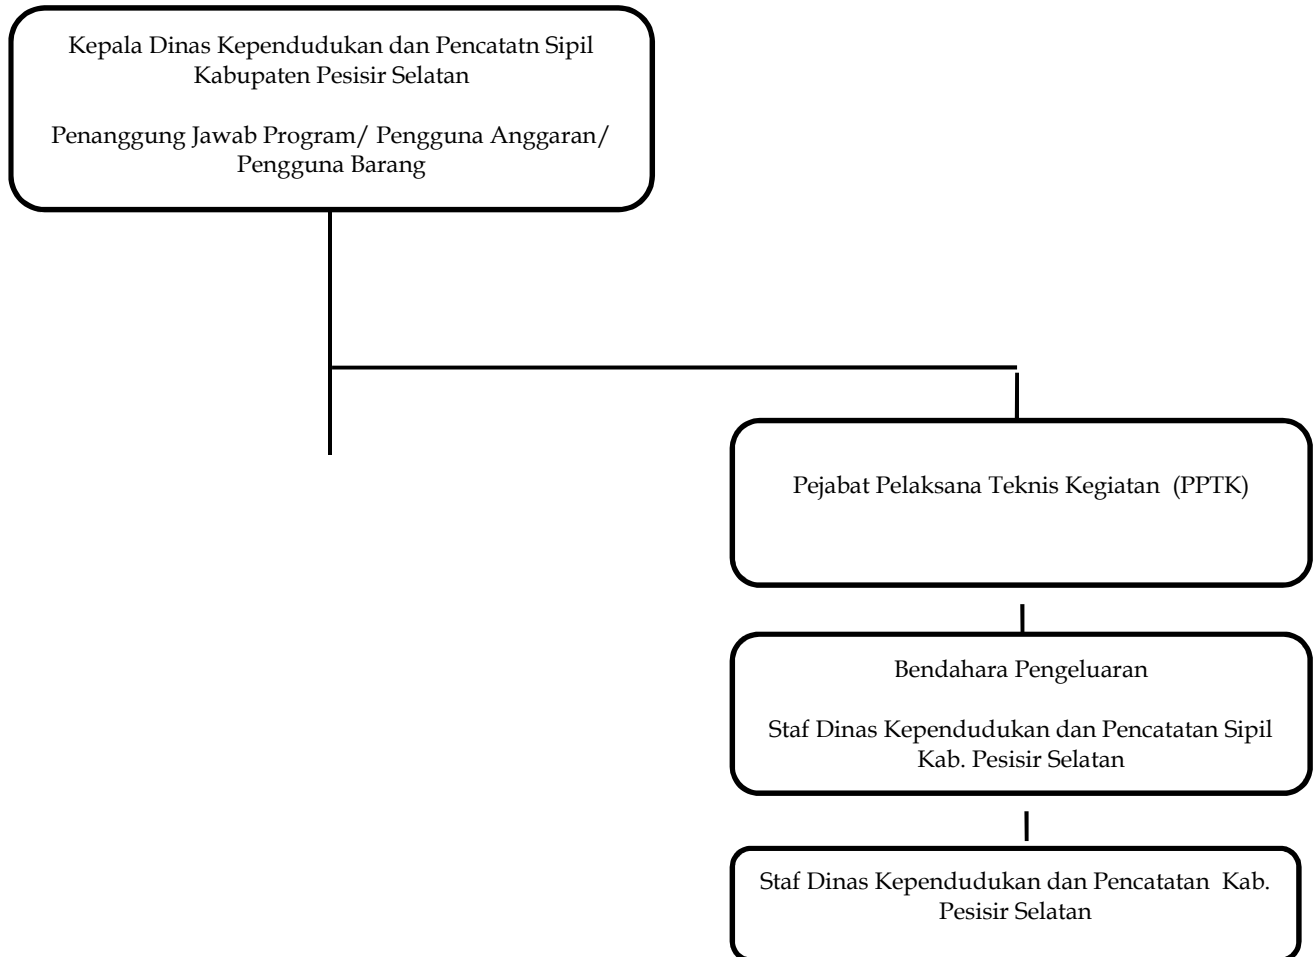 Kepala Dinas Kependudukan dan Pencatatn Sipil
Kabupaten Pesisir Selatan
Penanggung Jawab Program/ Pengguna Anggaran/
Pengguna Barang
Pejabat Pelaksana Teknis Kegiatan  (PPTK)
Bendahara Pengeluaran
Staf Dinas Kependudukan dan Pencatatan Sipil
Kab. Pesisir Selatan
Staf Dinas Kependudukan dan Pencatatan  Kab.
Pesisir Selatan